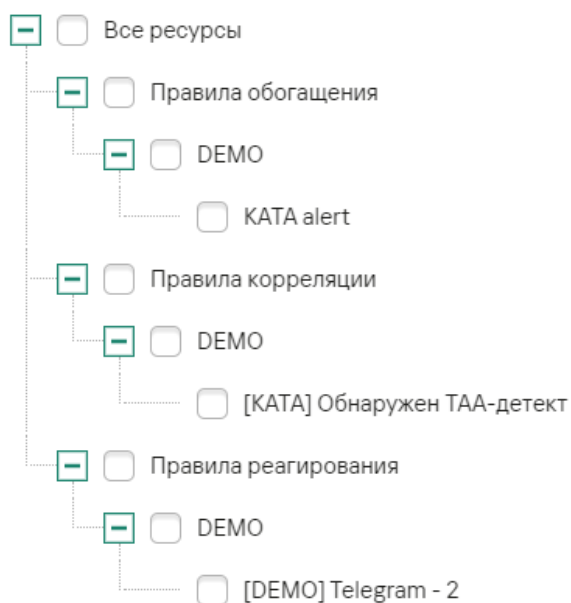 Все ресурсы
Правила обогащения
DEMO
KATA alert
Правила корреляции
DEMO
[KATA] Обнаружен TAA-детект
Правила реагирования
DEMO
[DEMO] Telegram - 2